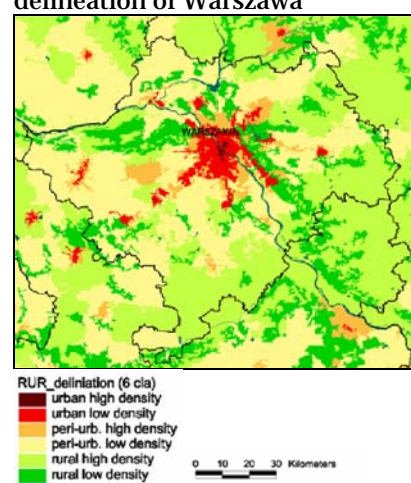 delineation of Warszawa
WARSZAWA
RUR_deliniation (6 cla)
urban high density
urban low density
peri-urb. high density
peri-urb. low density
rural high density
rural low density
0 10 20 30 Kilometers